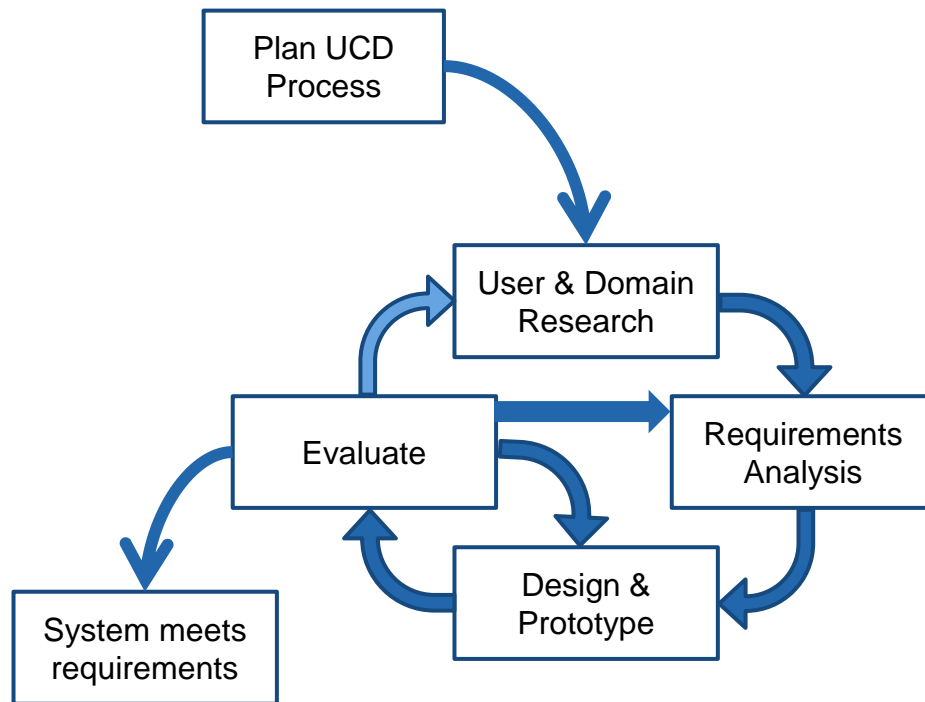 Plan UCD
Process
User & Domain
Research
Evaluate
Requirements
Analysis
Design &
Prototype
System meets
requirements